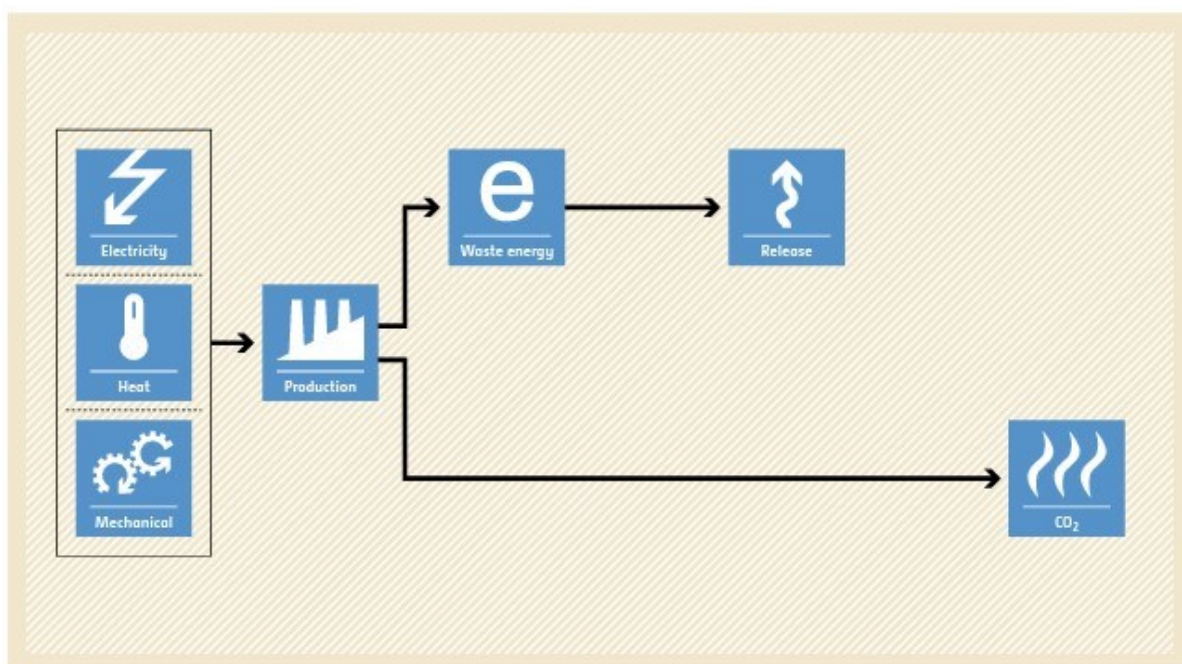 Electricity
Heat
Mechanical
Production
e
Waste energy
Release
CO₂